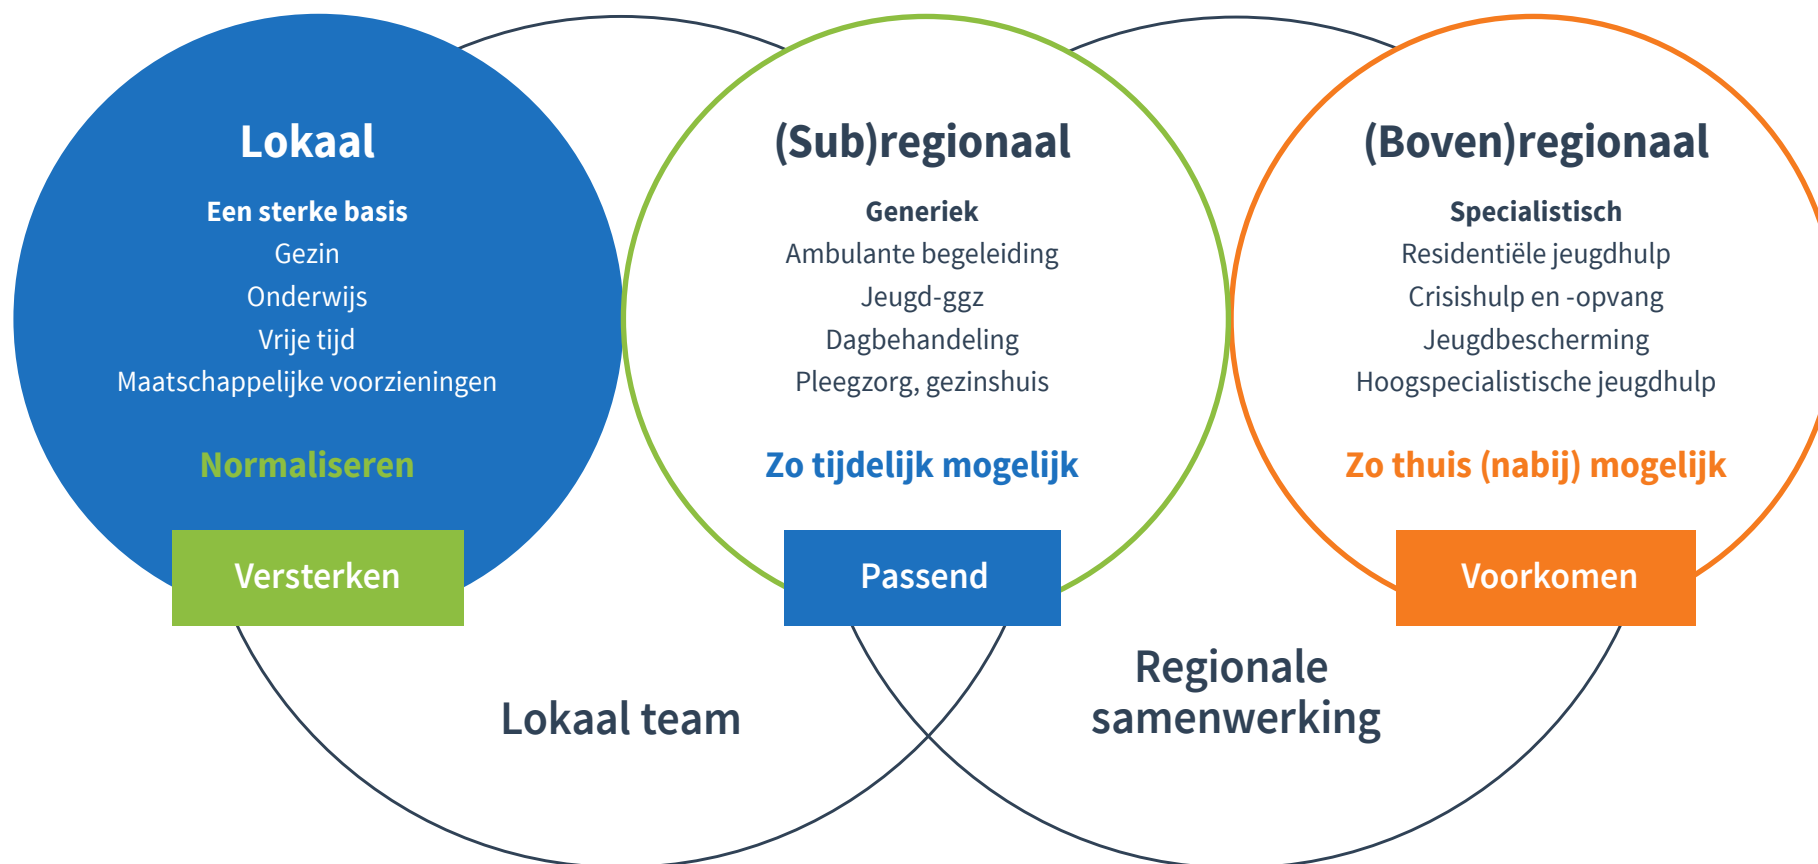 Lokaal
Een sterke basis
Gezin
Onderwijs
Vrije tijd
Maatschappelijke voorzieningen
Normaliseren
Versterken
(Sub)regionaal
Generiek
Ambulante begeleiding
Jeugd-ggz
Dagbehandeling
Pleegzorg, gezinshuis
Zo tijdelijk mogelijk
Passend
(Boven)regionaal
Specialistisch
Residentiële jeugdhulp
Crisishulp en -opvang
Jeugdbescherming
Hoogspecialistische jeugdhulp
Zo thuis (nabij) mogelijk
Voorkomen
Lokaal team
Regionale
samenwerking